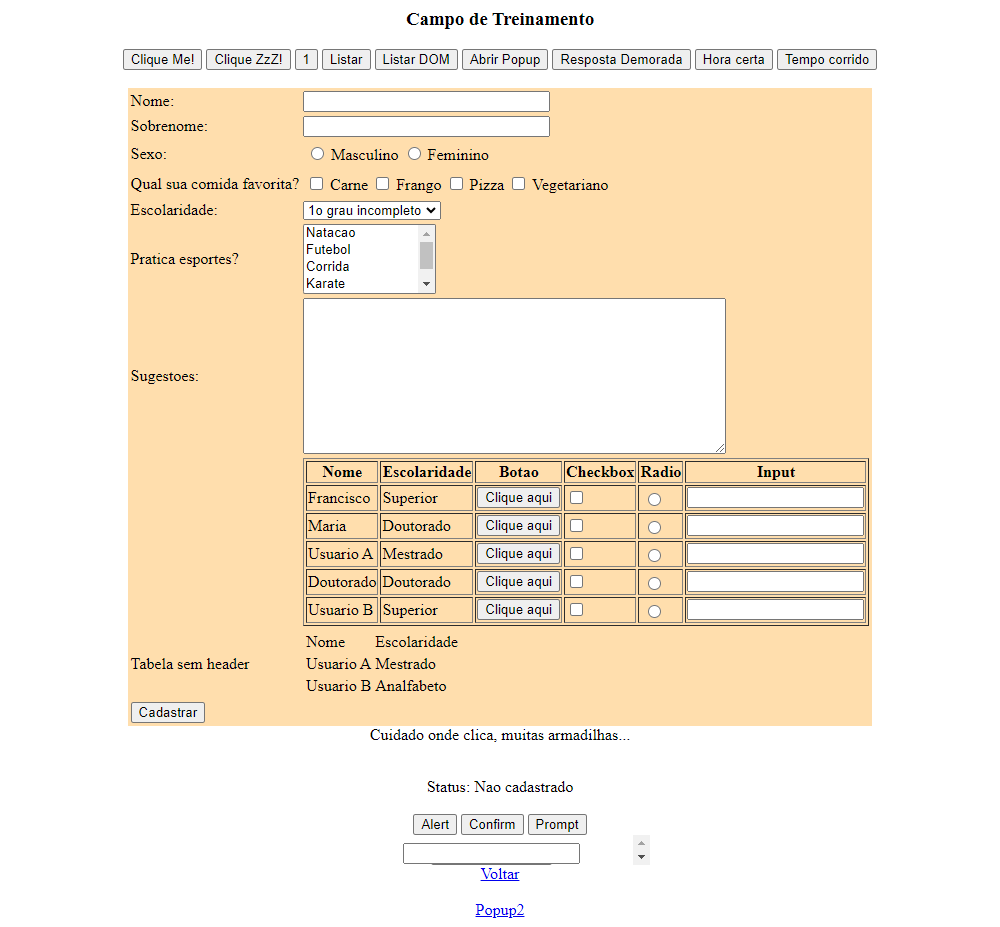 Campo de Treinamento
Clique Me! Clique ZzZ! 1 Listar Listar DOM Abrir Popup Resposta Demorada Hora certa Tempo corrido
Nome:
Sobrenome:
Sexo: Masculino Feminino
Qual sua comida favorita? Carne Frango Pizza Vegetariano
Escolaridade: 1o grau incompleto
Pratica esportes?
Natacao
Futebol
Corrida
Karate
Sugestoes:
Nome Escolaridade Botao Checkbox Radio Input
Francisco Superior Clique aqui
Maria Doutorado Clique aqui
Usuario A Mestrado Clique aqui
Doutorado Doutorado Clique aqui
Usuario B Superior Clique aqui
Tabela sem header
Nome Escolaridade
Usuario A Mestrado
Usuario B Analfabeto
Cadastrar
Cuidado onde clica, muitas armadilhas...
Status: Nao cadastrado
Alert Confirm Prompt
Voltar
Popup2